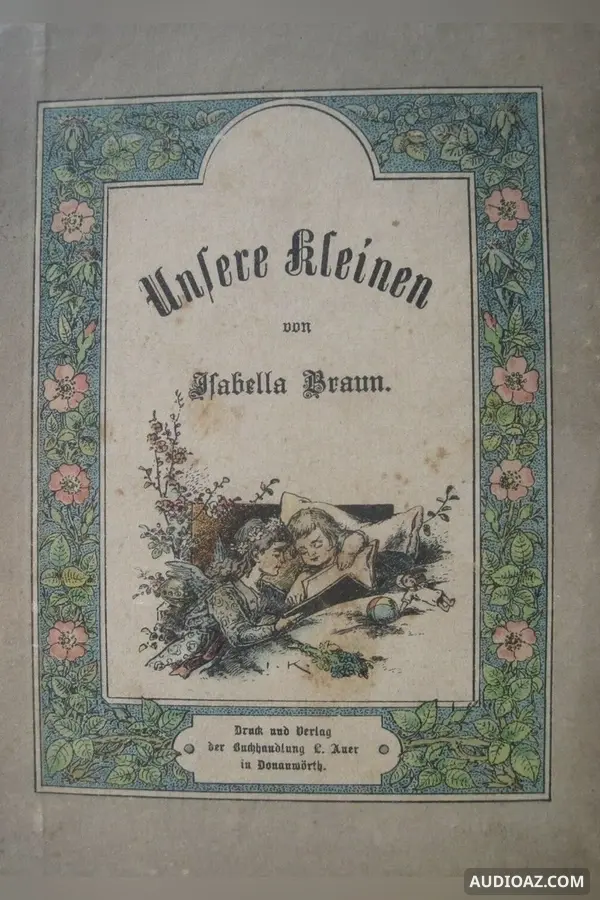 Unſere Kleinen
von
Iſabella Braun.
I. K.
Druck und Verlag
der Buchhandlung L. Auer
in Donauwörth.
AUDIOAZ.COM